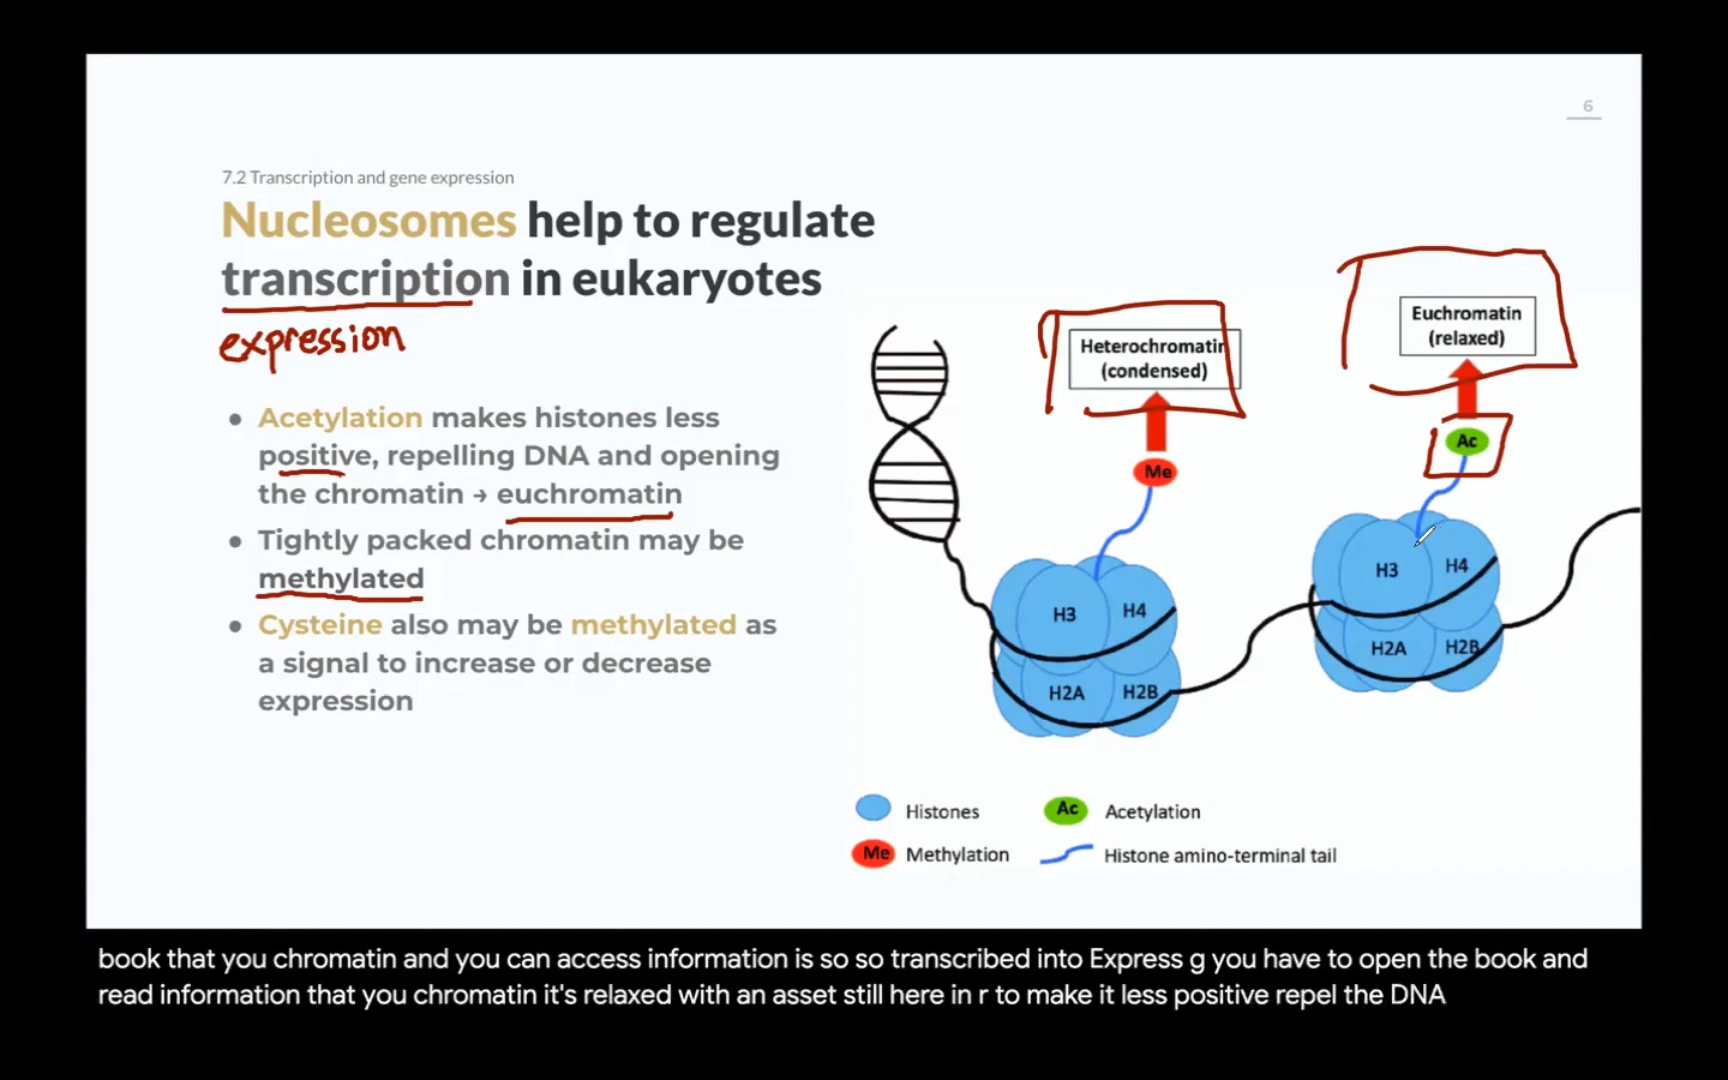 6
7.2 Transcription and gene expression
Nucleosomes help to regulate
transcription in eukaryotes
expression
• Acetylation makes histones less
positive, repelling DNA and opening
the chromatin → euchromatin
• Tightly packed chromatin may be
methylated
• Cysteine also may be methylated as
a signal to increase or decrease
expression
Heterochromatin
(condensed)
Me
H3 H4
H2A H2B
Euchromatin
(relaxed)
Ac
H3 H4
H2A H2B
Histones
Ac Acetylation
Me Methylation
Histone amino-terminal tail
book that you chromatin and you can access information is so so transcribed into Express g you have to open the book and
read information that you chromatin it's relaxed with an asset still here in r to make it less positive repel the DNA